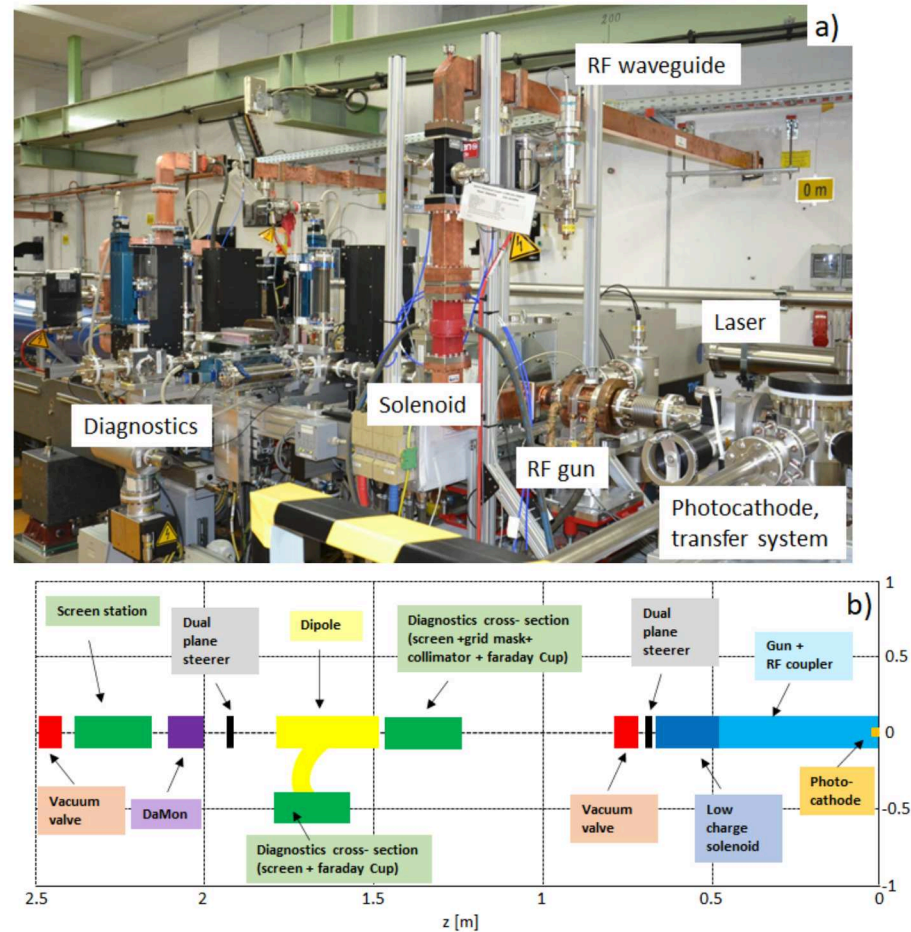 a)
RF waveguide
200
0 m
Laser
Solenoid
Diagnostics
RF gun
Photocathode,
transfer system
b)
1
Screen station
Dual
plane
steerer
Dipole
Diagnostics cross- section
(screen +grid mask+
collimator + faraday Cup)
Dual
plane
steerer
Gun +
RF coupler
0.5
0
Vacuum
valve
DaMon
Diagnostics cross- section
(screen + faraday Cup)
Vacuum
valve
Low
charge
solenoid
Photo-
cathode
-0.5
-1
2.5
2
1.5
1
0.5
0
z [m]